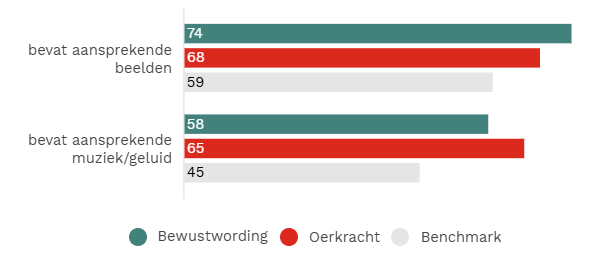 74
bevat aansprekende
68
beelden
59
58
bevat aansprekende
65
muziek/geluid
45
Bewustwording Oerkracht Benchmark